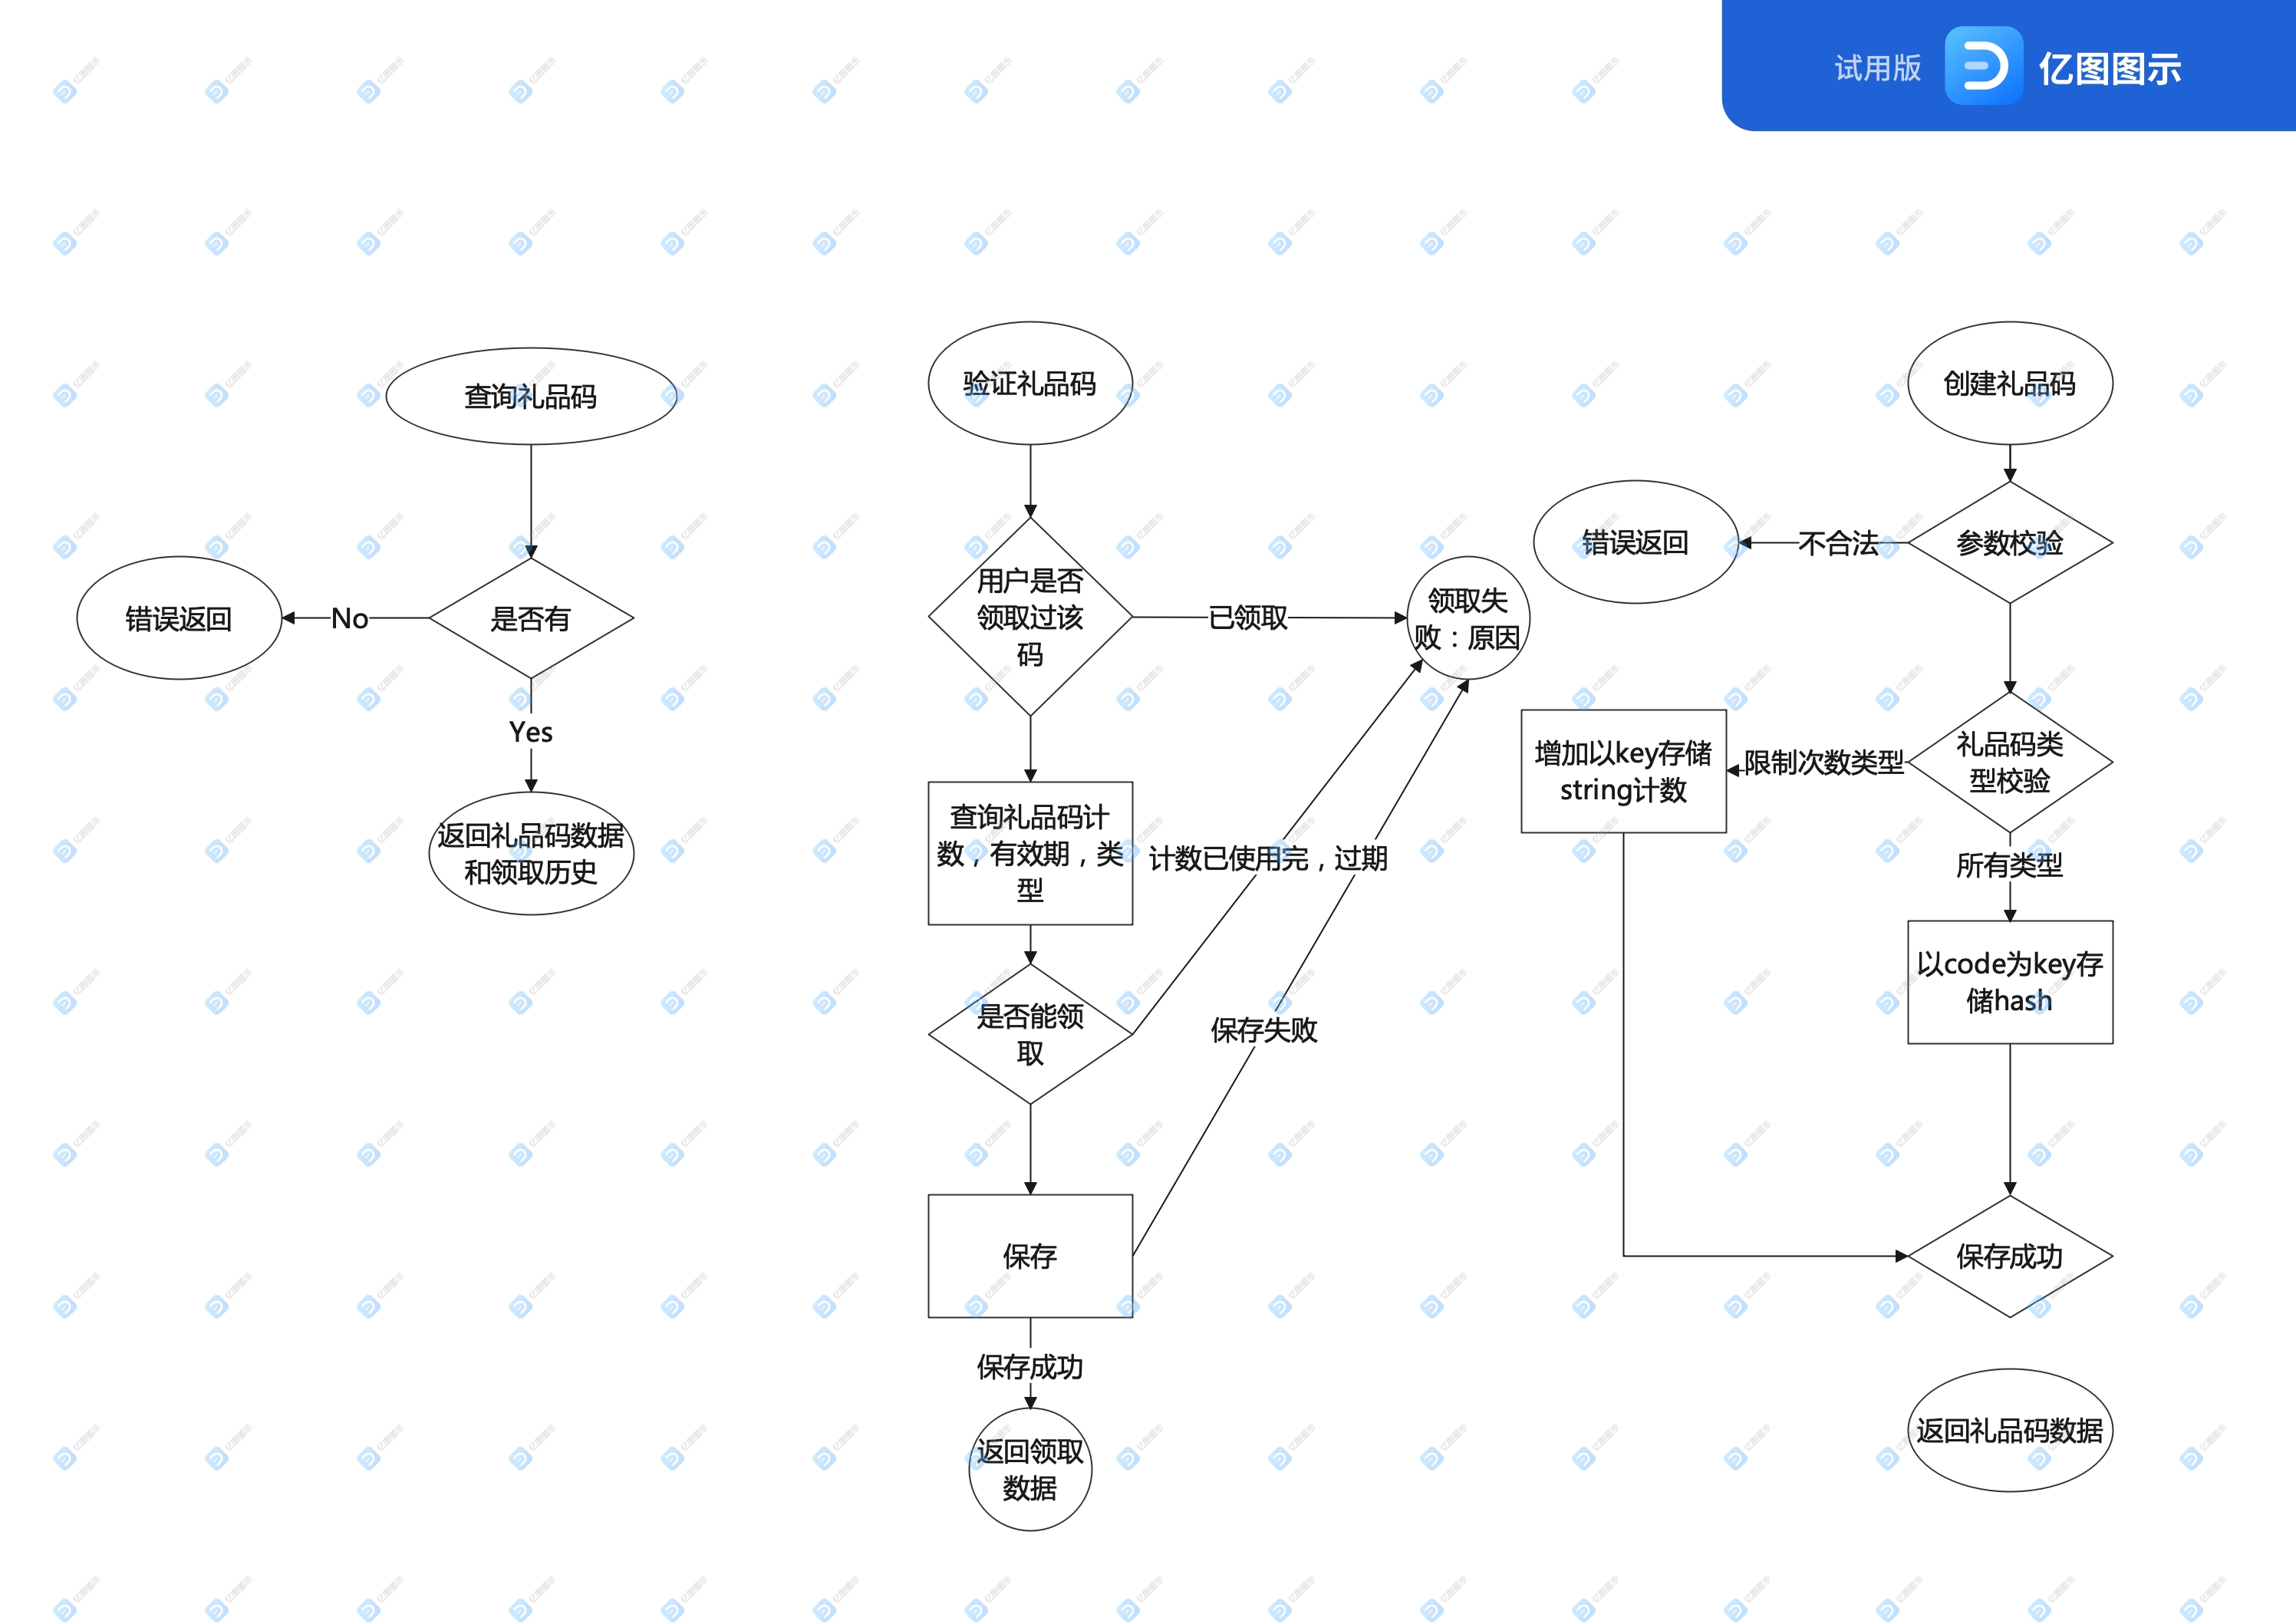 试用版 亿图图示
查询礼品码
是否有
No
错误返回
Yes
返回礼品码数据
和领取历史
验证礼品码
用户是否
领取过该
码
已领取
领取失
败：原因
查询礼品码计
数，有效期，类
型
计数已使用完，过期
是否能领
取
保存失败
保存
保存成功
返回领取
数据
创建礼品码
参数校验
不合法
错误返回
礼品码类
型校验
限制次数类型
增加以key存储
string计数
所有类型
以code为key存
储hash
保存成功
返回礼品码数据